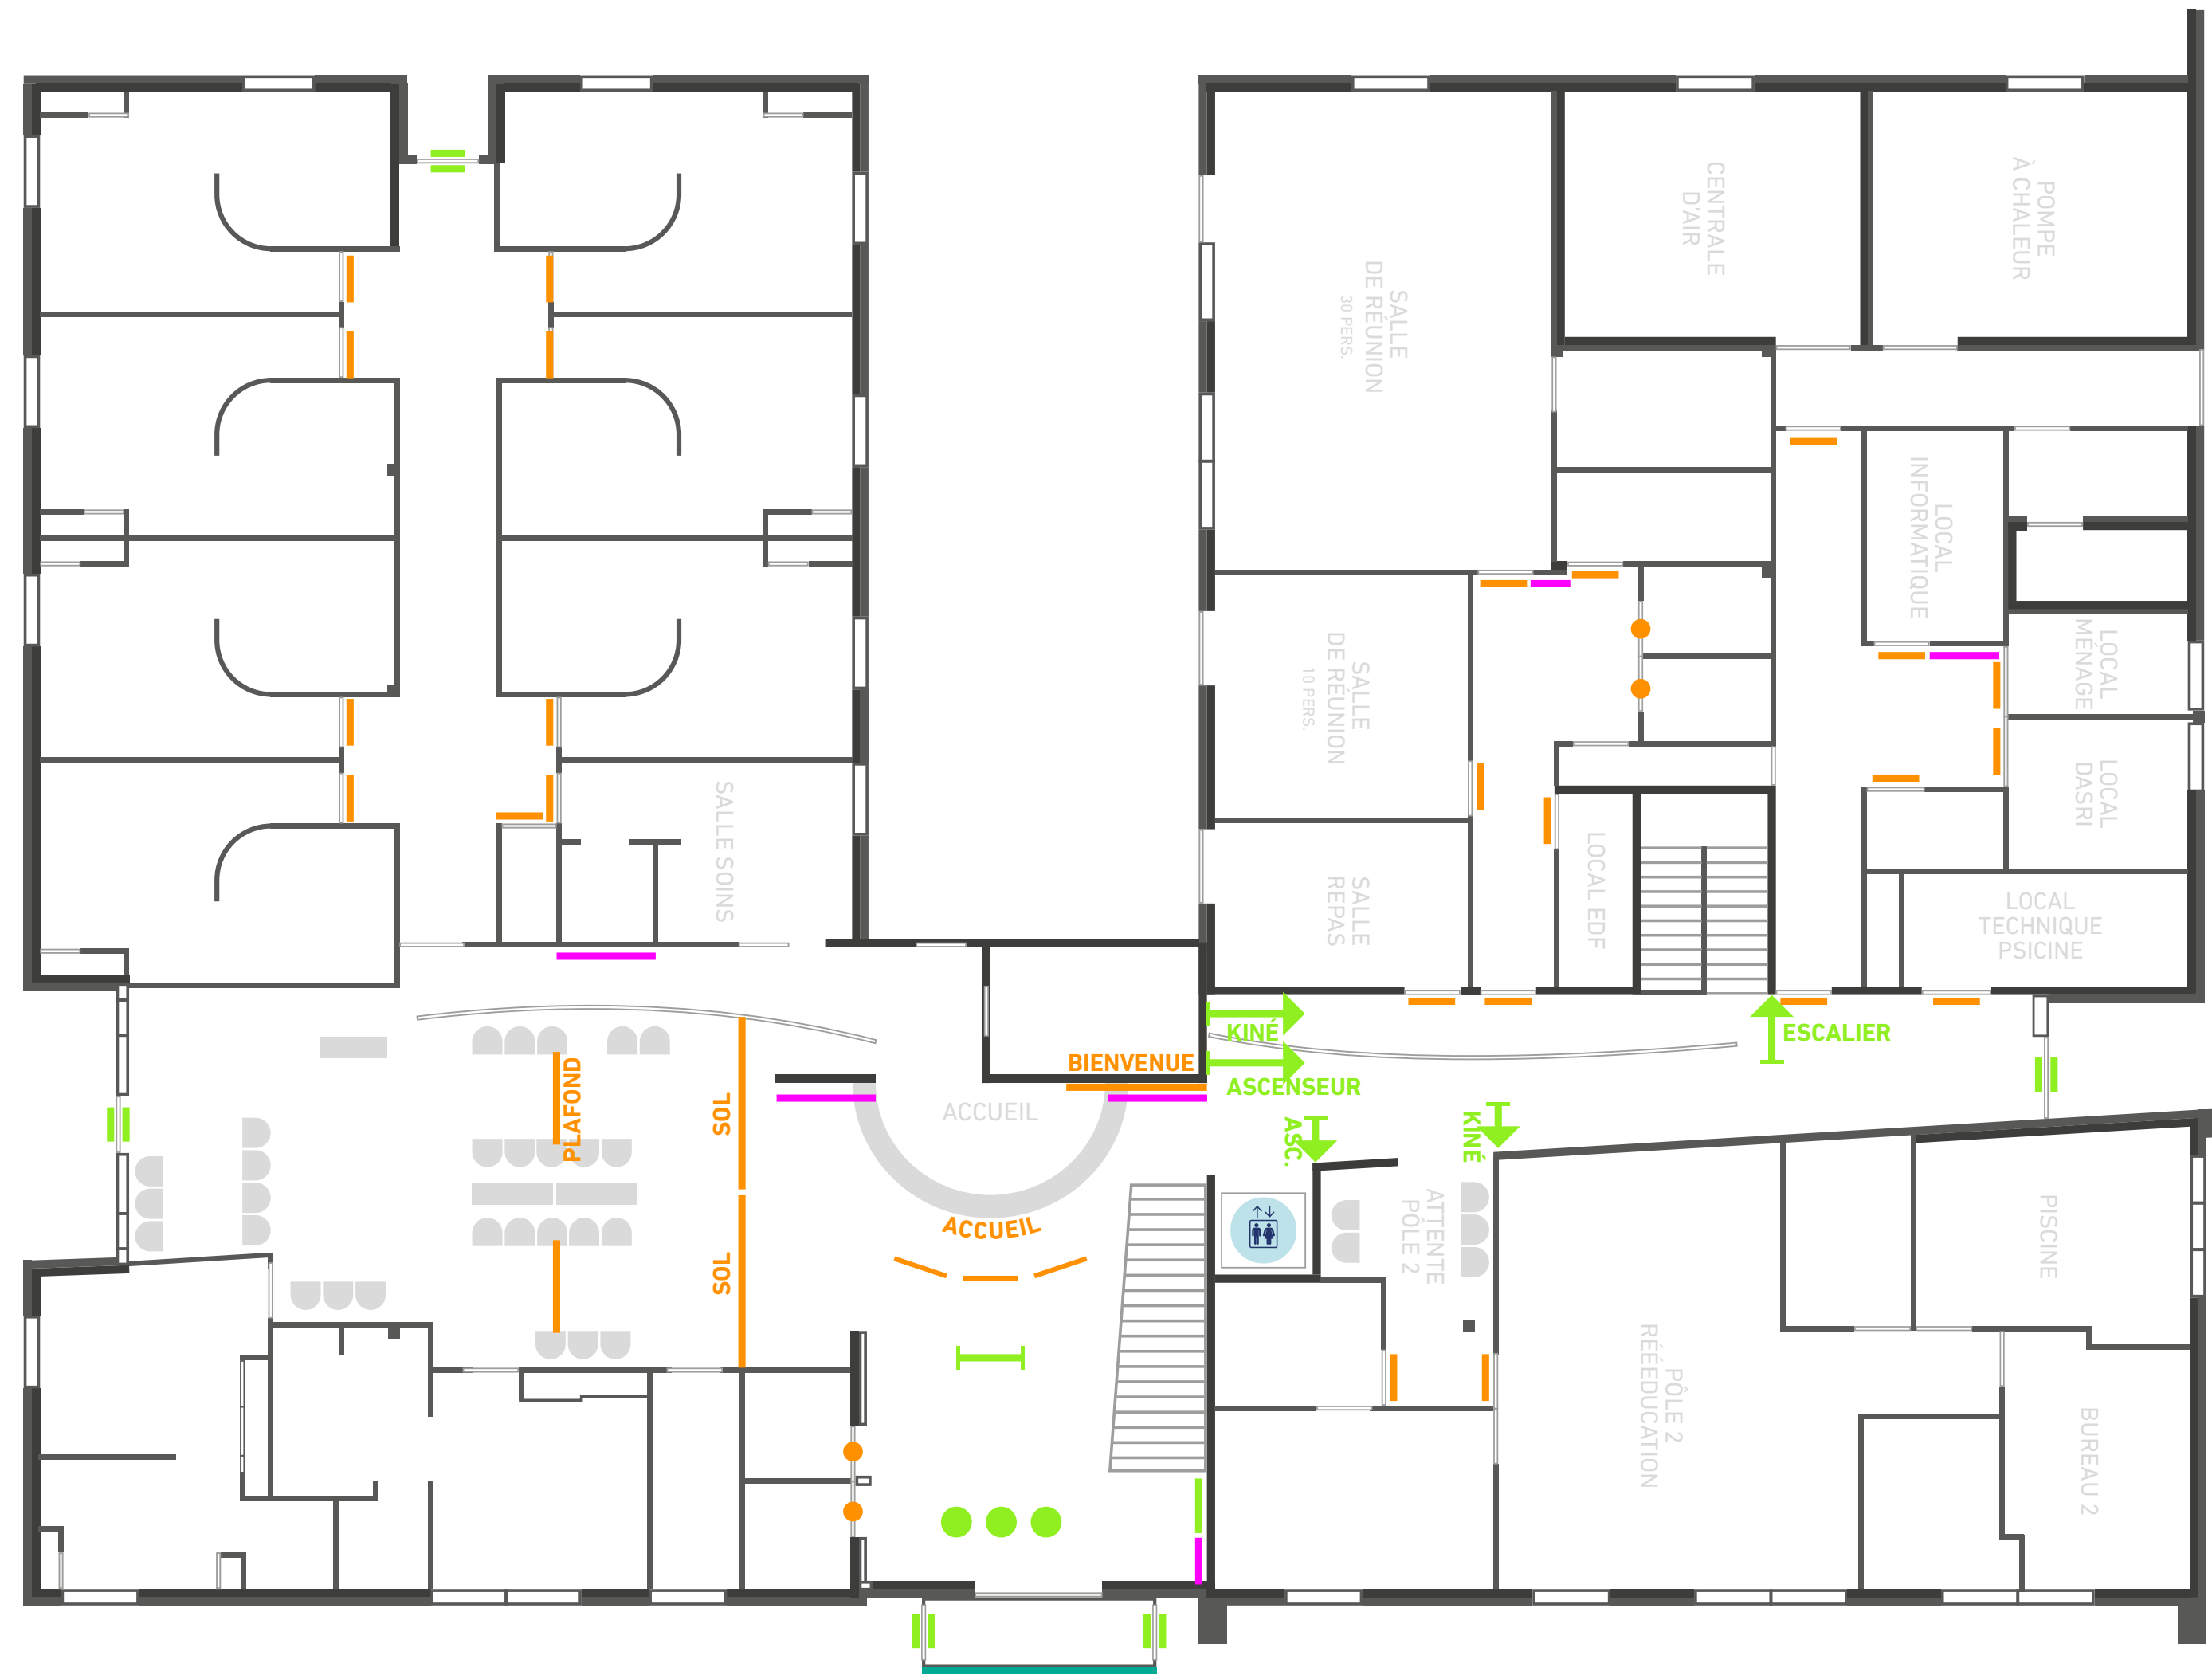 CENTRALE
D'AIR
POMPE
À CHALEUR
SALLE
DE RÉUNION
30 PERS.
LOCAL
INFORMATIQUE
SALLE
DE RÉUNION
10 PERS.
LOCAL
MÉNAGE
LOCAL
DASRI
SALLE SOINS
SALLE
REPAS
LOCAL EDF
LOCAL
TECHNIQUE
PSICINE
KINÉ
ESCALIER
BIENVENUE
ASCENSEUR
PLAFOND
SOL
ACCUEIL
ASC.
KINÉ
ATTENTE
PÔLE 2
SOL
ACCUEIL
PISCINE
PÔLE 2
RÉÉEDUCATION
BUREAU 2